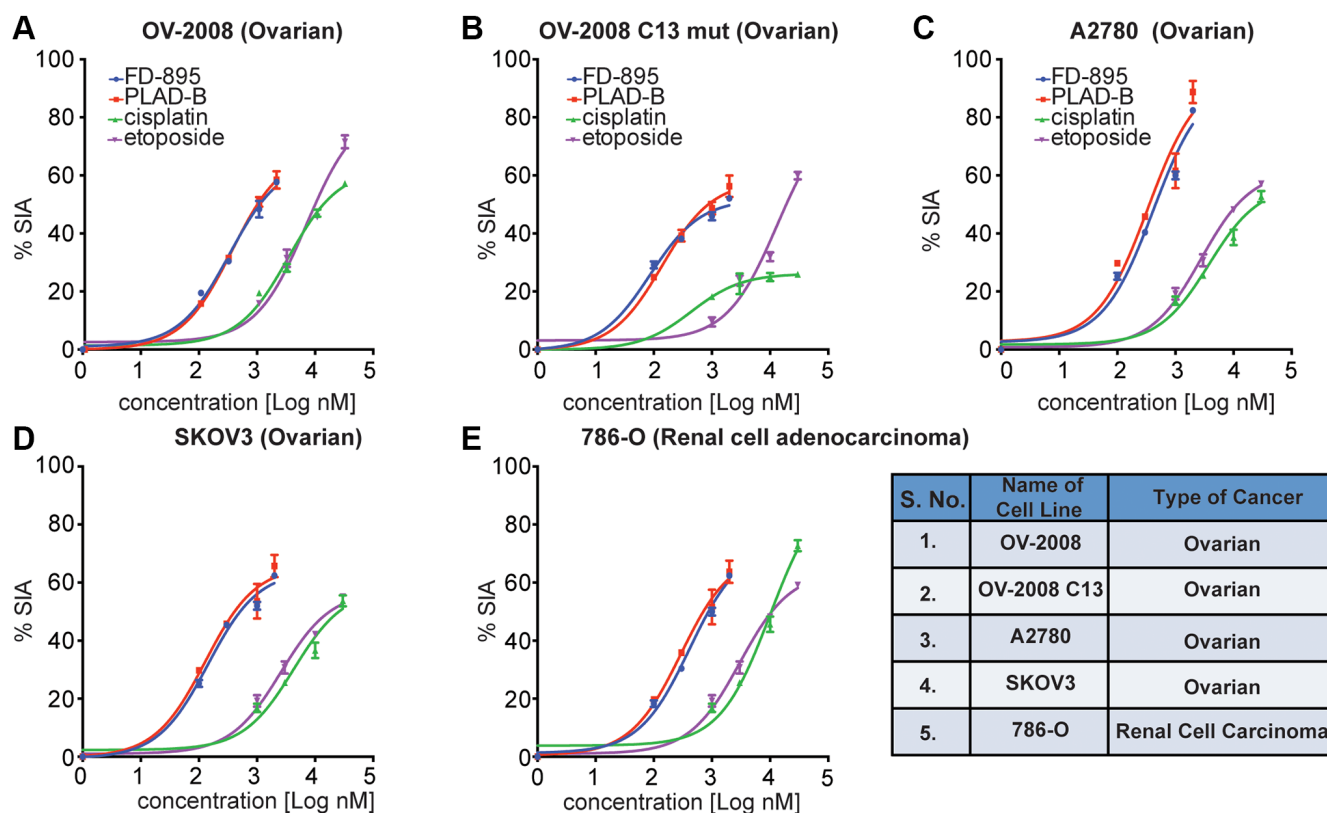 A
OV-2008 (Ovarian)
100
80
60
40
20
0
% SIA
FD-895
PLAD-B
cisplatin
etoposide
0 1 2 3 4 5
concentration [Log nM]
B
OV-2008 C13 mut (Ovarian)
100
80
60
40
20
0
% SIA
FD-895
PLAD-B
cisplatin
etoposide
0 1 2 3 4 5
concentration [Log nM]
C
A2780 (Ovarian)
100
80
60
40
20
0
% SIA
FD-895
PLAD-B
cisplatin
etoposide
0 1 2 3 4 5
concentration [Log nM]
D
SKOV3 (Ovarian)
100
80
60
40
20
0
% SIA
0 1 2 3 4 5
concentration [Log nM]
E
786-O (Renal cell adenocarcinoma)
100
80
60
40
20
0
% SIA
0 1 2 3 4 5
concentration [Log nM]
S. No. Name of Cell Line Type of Cancer
1. OV-2008 Ovarian
2. OV-2008 C13 Ovarian
3. A2780 Ovarian
4. SKOV3 Ovarian
5. 786-O Renal Cell Carcinoma